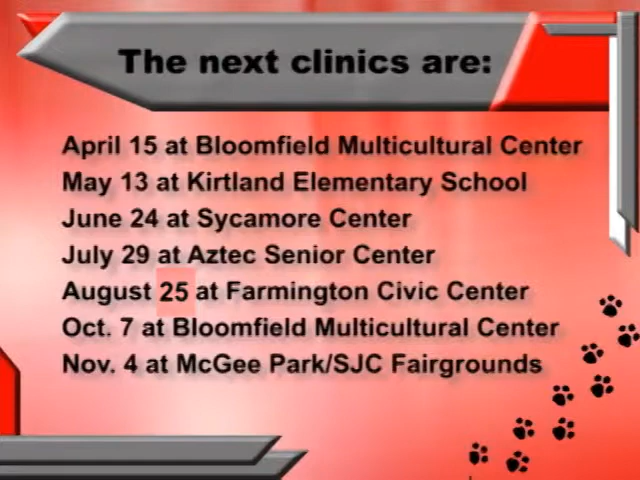 The next clinics are:
April 15 at Bloomfield Multicultural Center
May 13 at Kirtland Elementary School
June 24 at Sycamore Center
July 29 at Aztec Senior Center
August 25 at Farmington Civic Center
Oct. 7 at Bloomfield Multicultural Center
Nov. 4 at McGee Park/SJC Fairgrounds